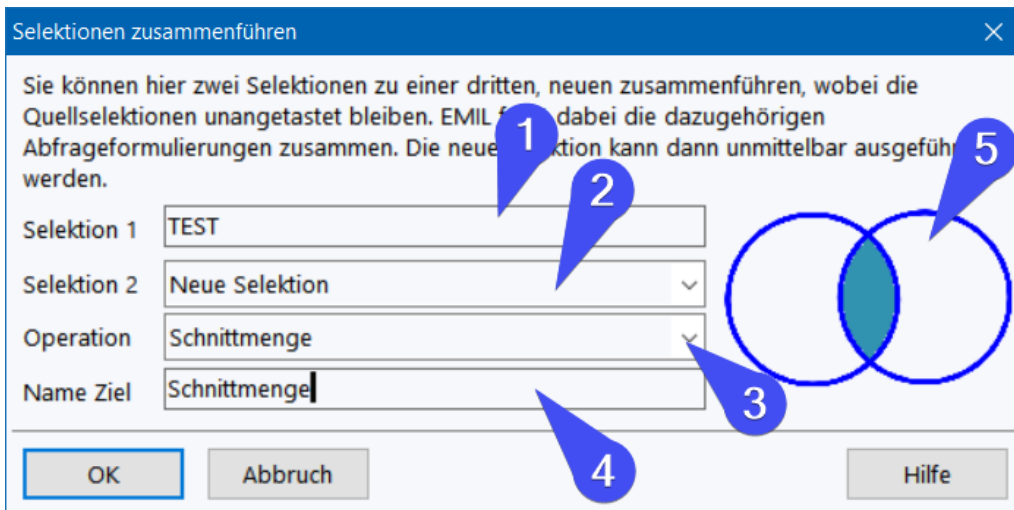 Selektionen zusammenführen
Sie können hier zwei Selektionen zu einer dritten, neuen zusammenführen, wobei die
Quellselektionen unangetastet bleiben. EMIL dabei die dazugehörigen
Abfrageformulierungen zusammen. Die neue kann dann unmittelbar
werden.
1
5
2
Selektion 1 TEST
Selektion 2 Neue Selektion
Operation Schnittmenge
3
Name Ziel Schnittmenge
4
OK Abbruch Hilfe